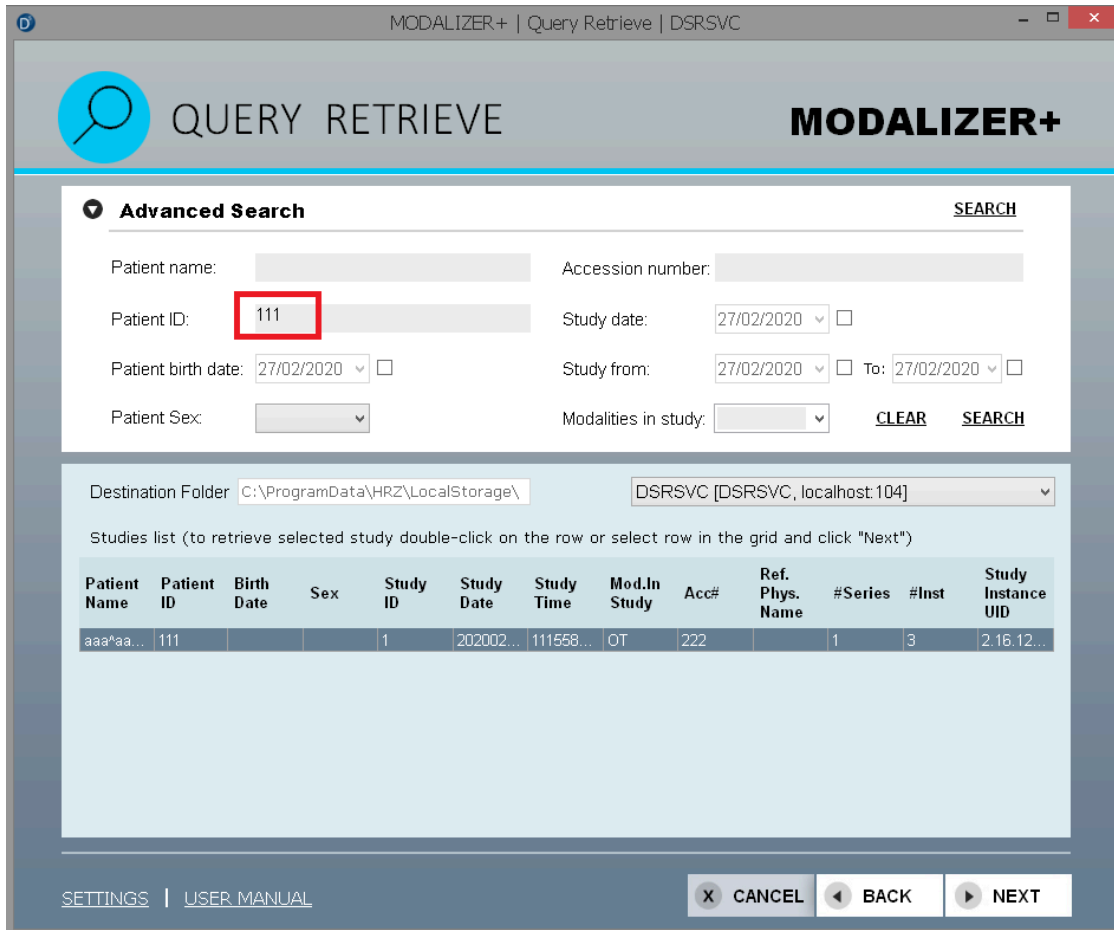 MODALIZER+ | Query Retrieve | DSRSVC
QUERY RETRIEVE
MODALIZER+
Advanced Search
SEARCH
Patient name:
Accession number:
Patient ID: 111
Study date: 27/02/2020
Patient birth date: 27/02/2020
Study from: 27/02/2020 To: 27/02/2020
Patient Sex:
Modalities in study:
CLEAR SEARCH
Destination Folder C:\ProgramData\HRZ\LocalStorage\
DSRSVC [DSRSVC, localhost:104]
Studies list (to retrieve selected study double-click on the row or select row in the grid and click "Next")
Patient Name Patient ID Birth Date Sex Study ID Study Date Study Time Mod.In Study Acc# Ref. Phys. Name #Series #Inst Study Instance UID
aaa^aa... 111 1 202002... 111558... OT 222 1 3 2.16.12...
SETTINGS | USER MANUAL
X CANCEL BACK NEXT